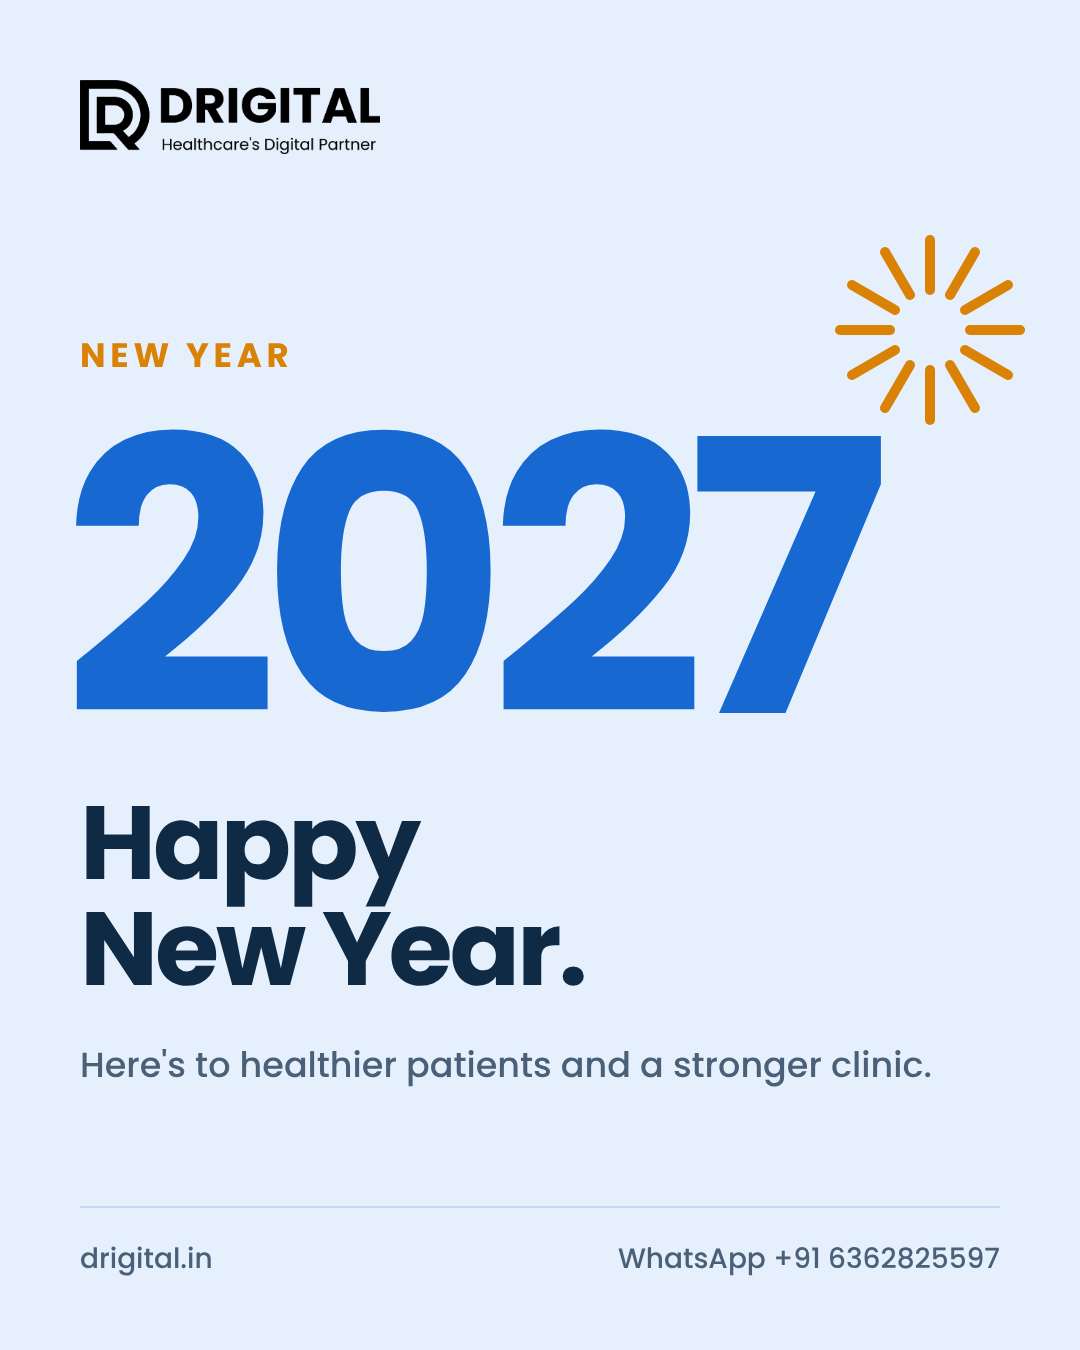 DRIGITAL
Healthcare's Digital Partner
NEW YEAR
2027
Happy
New Year.
Here's to healthier patients and a stronger clinic.
drigital.in
WhatsApp +91 6362825597